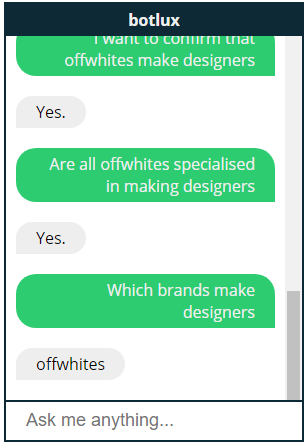 botlux
I want to confirm that
offwhites make designers
Yes.
Are all offwhites specialised
in making designers
Yes.
Which brands make
designers
offwhites
Ask me anything...